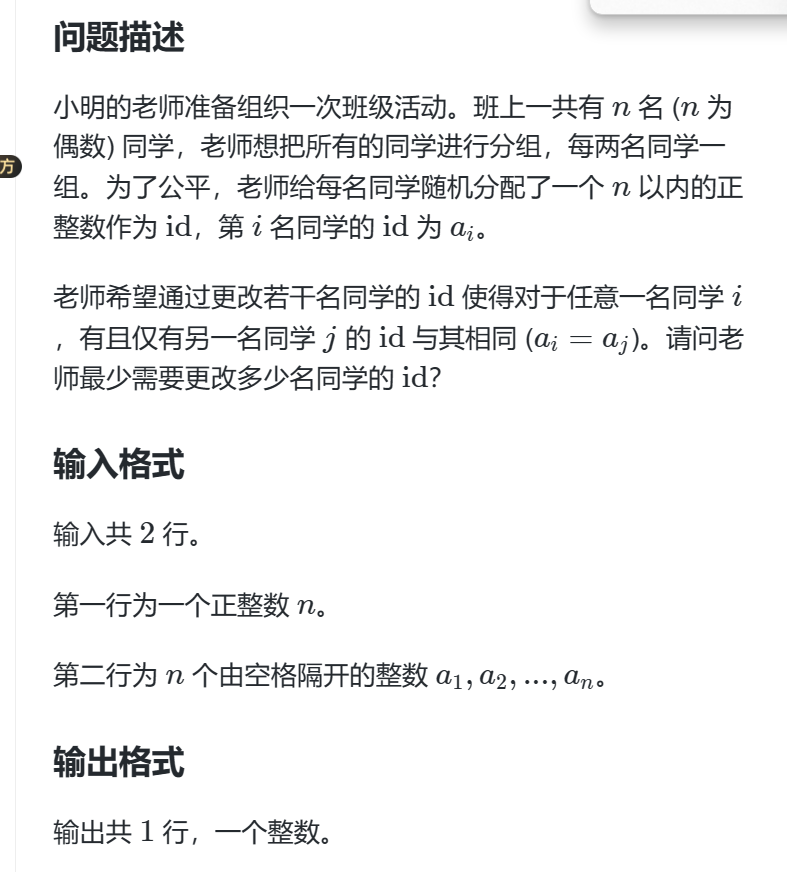 问题描述
小明的老师准备组织一次班级活动。班上一共有 n 名 (n 为
偶数) 同学，老师想把所有的同学进行分组，每两名同学一
方
组。为了公平，老师给每名同学随机分配了一个 n 以内的正
整数作为 id，第 i 名同学的 id 为 aᵢ。
老师希望通过更改若干名同学的 id 使得对于任意一名同学 i
，有且仅有另一名同学 j 的 id 与其相同 (aᵢ = aⱼ)。请问老
师最少需要更改多少名同学的 id?
输入格式
输入共 2 行。
第一行为一个正整数 n。
第二行为 n 个由空格隔开的整数 a₁, a₂, ..., aₙ。
输出格式
输出共 1 行，一个整数。